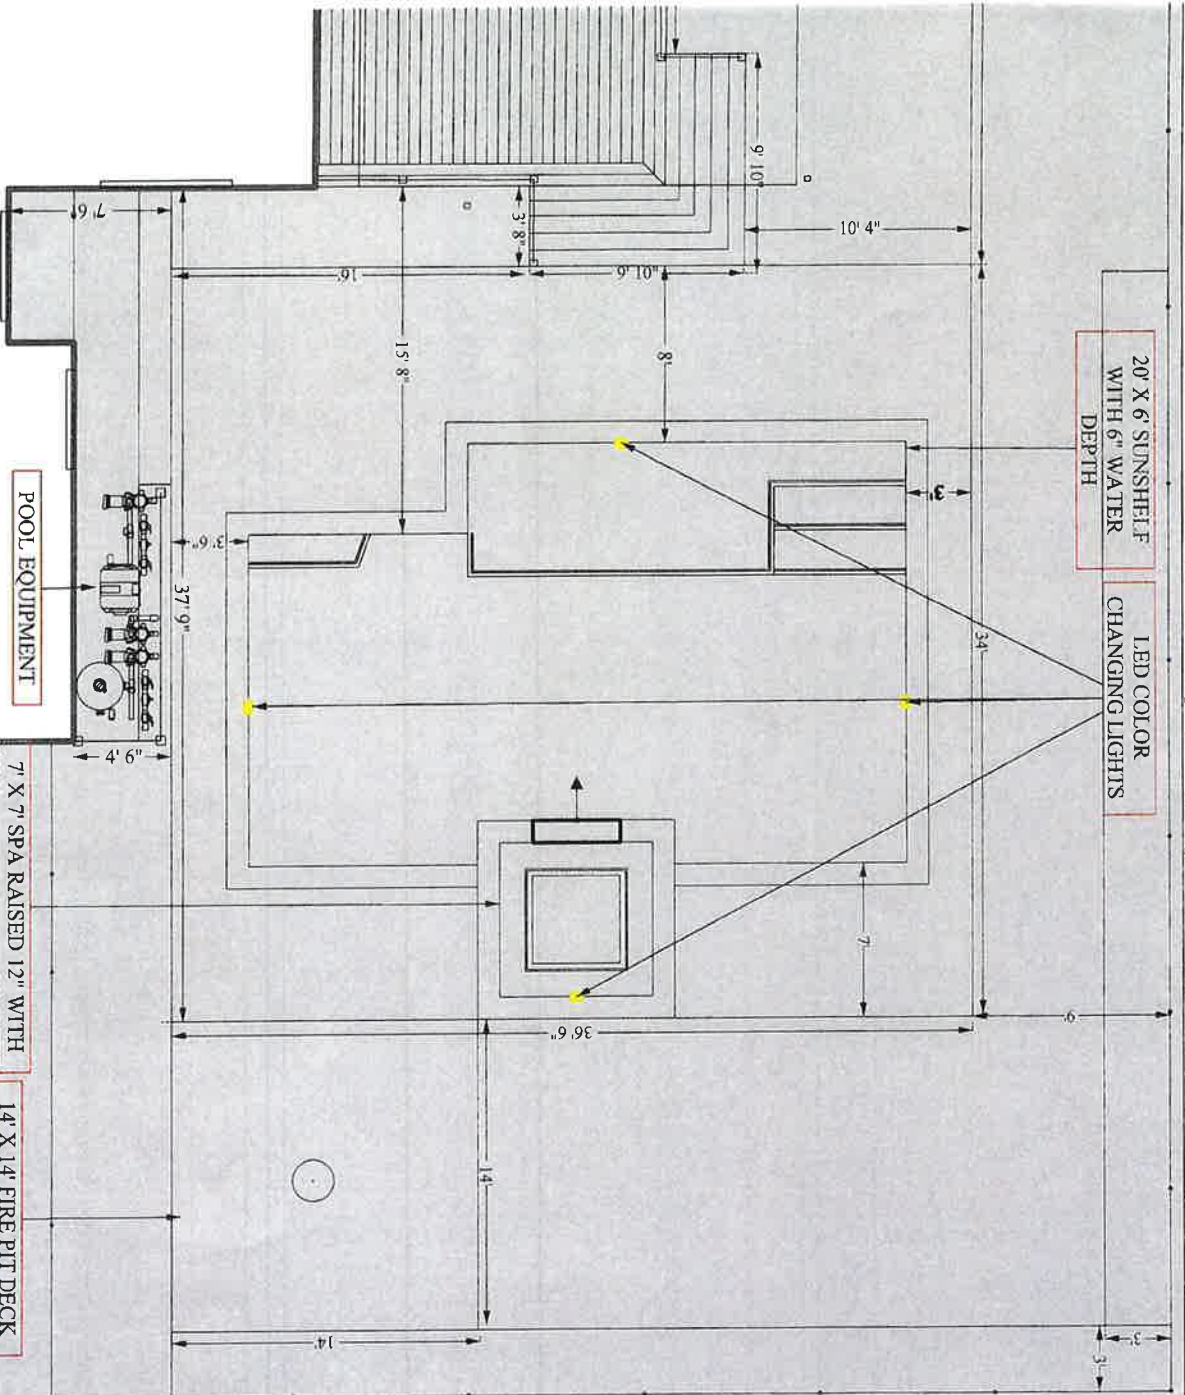 20' X 6' SUNSHELF
WITH 6" WATER
DEPTH
LED COLOR
CHANGING LIGHTS
POOL EQUIPMENT
7' X 7' SPA RAISED 12" WITH
14' X 14' FIRE PIT DECK
9' 10"
10' 4"
3' 8"
9' 10"
7' 6"
16'
15' 8"
8'
3'
34'
3' 6"
37' 9"
4' 6"
7'
9'
36' 6"
14'
14'
3'
3'